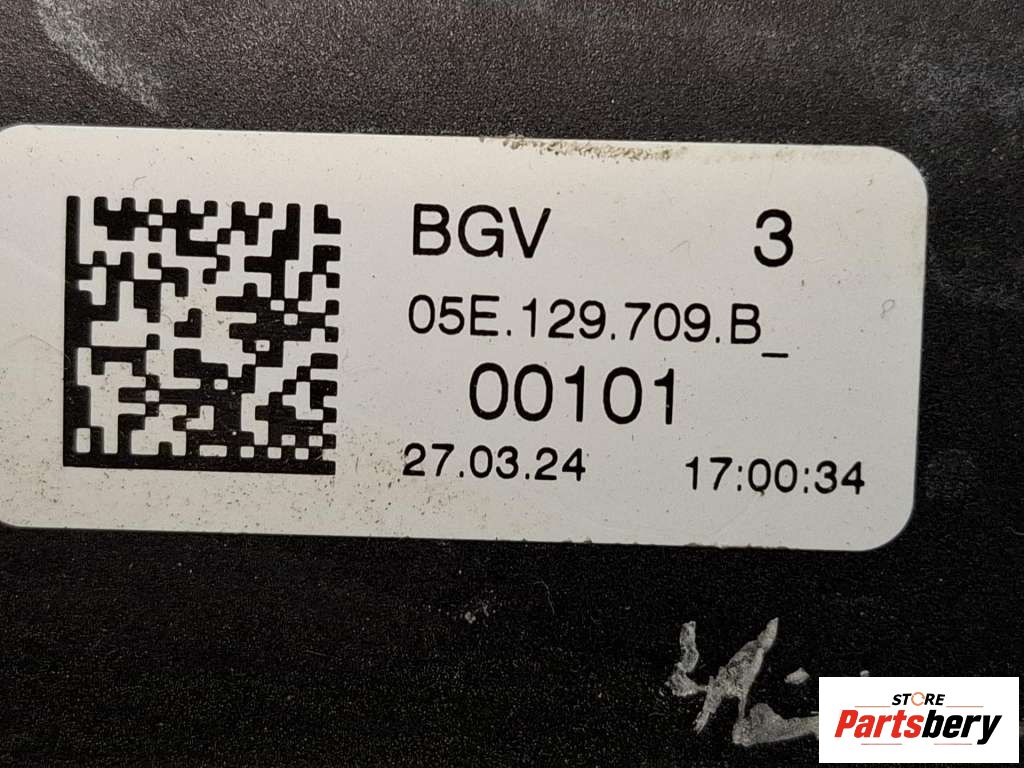 BGV 3
05E.129.709.B_
00101
27.03.24 17:00:34
STORE
Partsbery